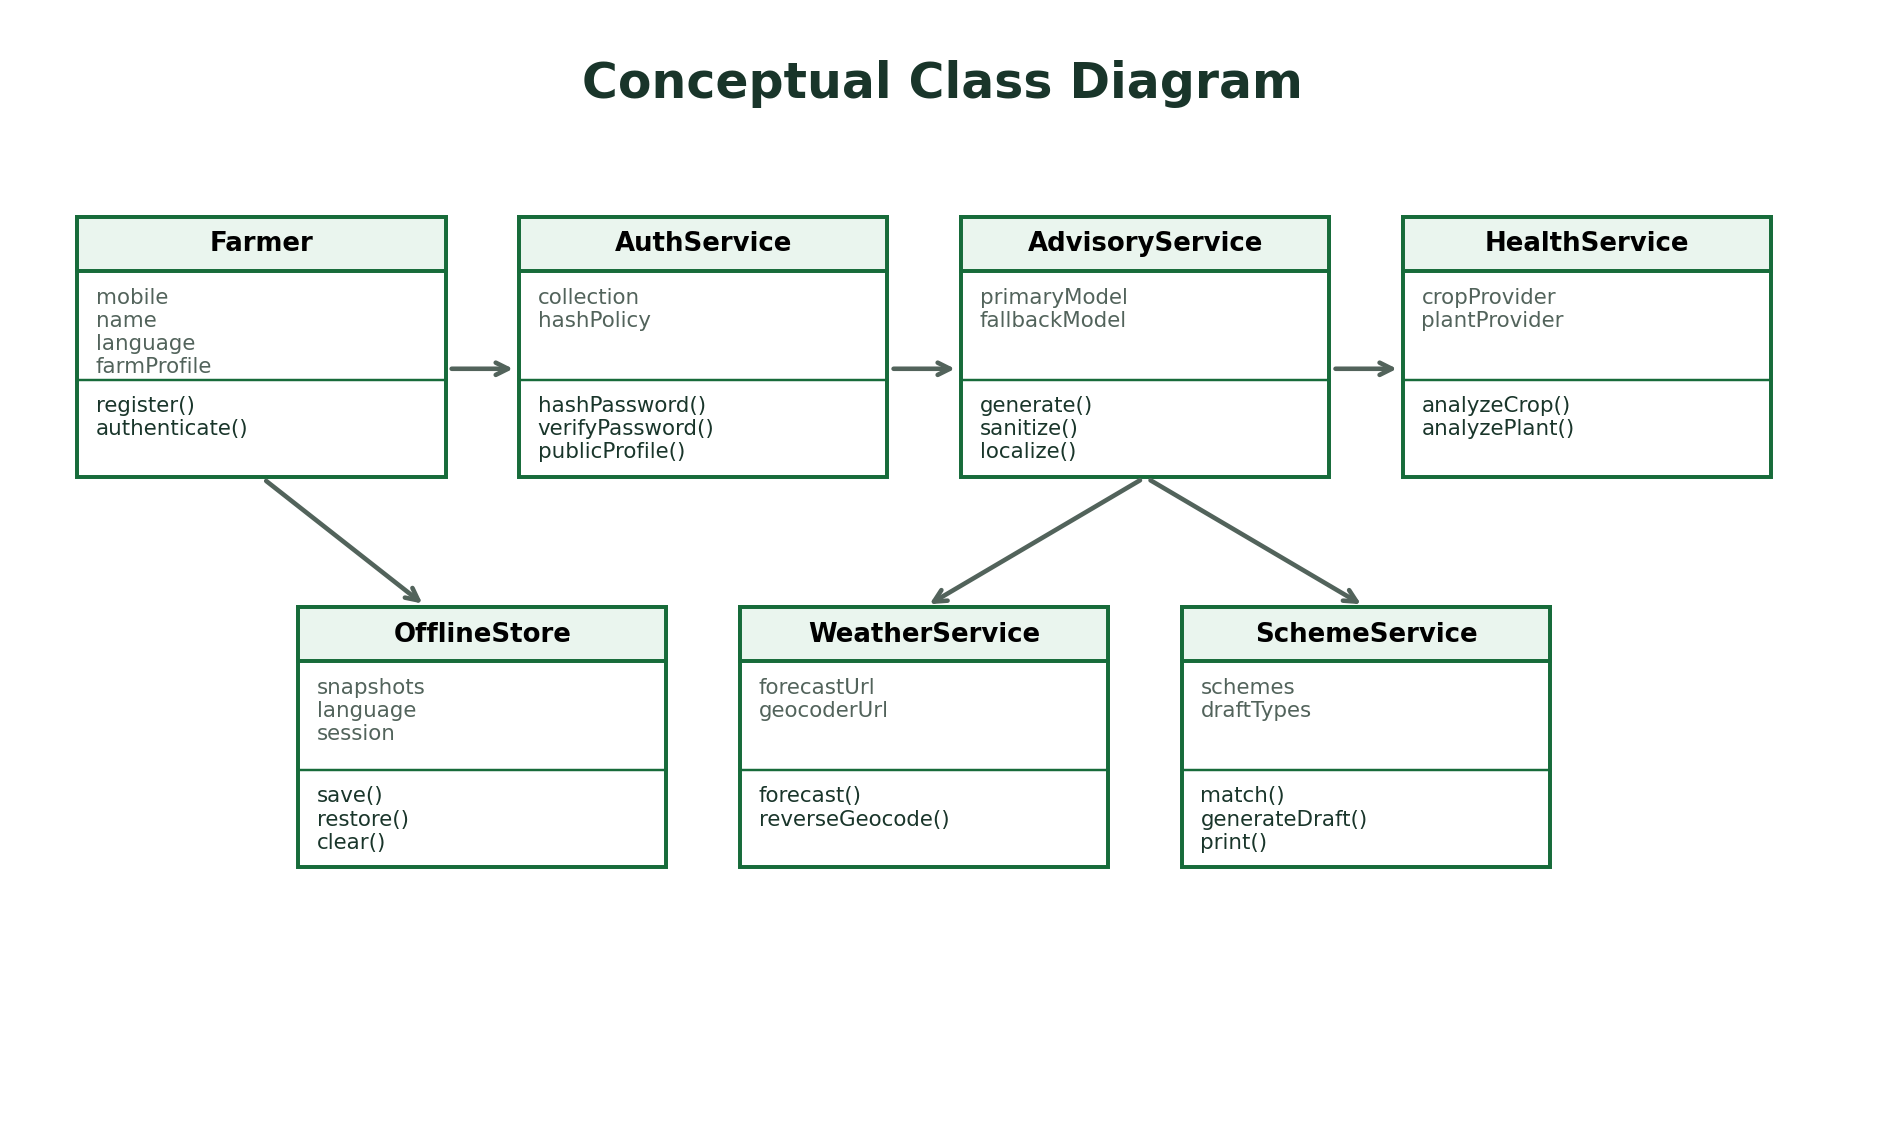 Conceptual Class Diagram
Farmer
mobile
name
language
farmProfile
register()
authenticate()
AuthService
collection
hashPolicy
hashPassword()
verifyPassword()
publicProfile()
AdvisoryService
primaryModel
fallbackModel
generate()
sanitize()
localize()
HealthService
cropProvider
plantProvider
analyzeCrop()
analyzePlant()
OfflineStore
snapshots
language
session
save()
restore()
clear()
WeatherService
forecastUrl
geocoderUrl
forecast()
reverseGeocode()
SchemeService
schemes
draftTypes
match()
generateDraft()
print()